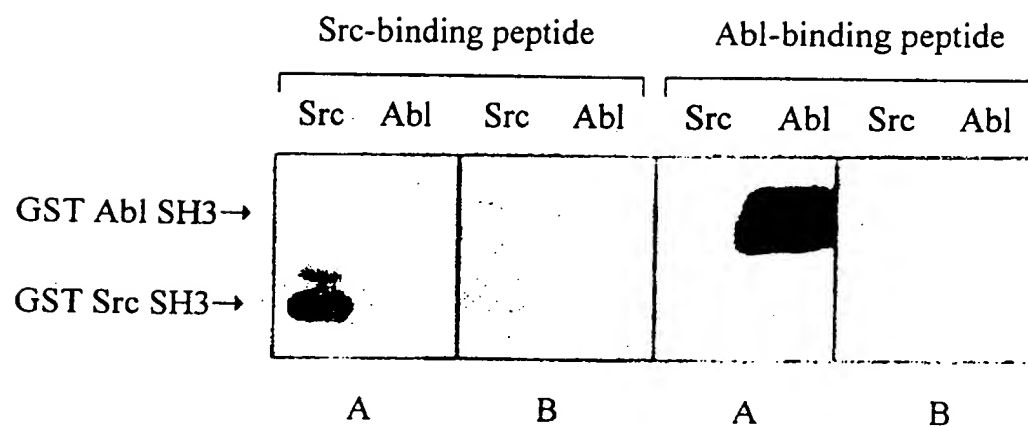 Src-binding peptide Abl-binding peptide
Src Abl Src Abl Src Abl Src Abl
GST Abl SH3→
GST Src SH3→
A B A B